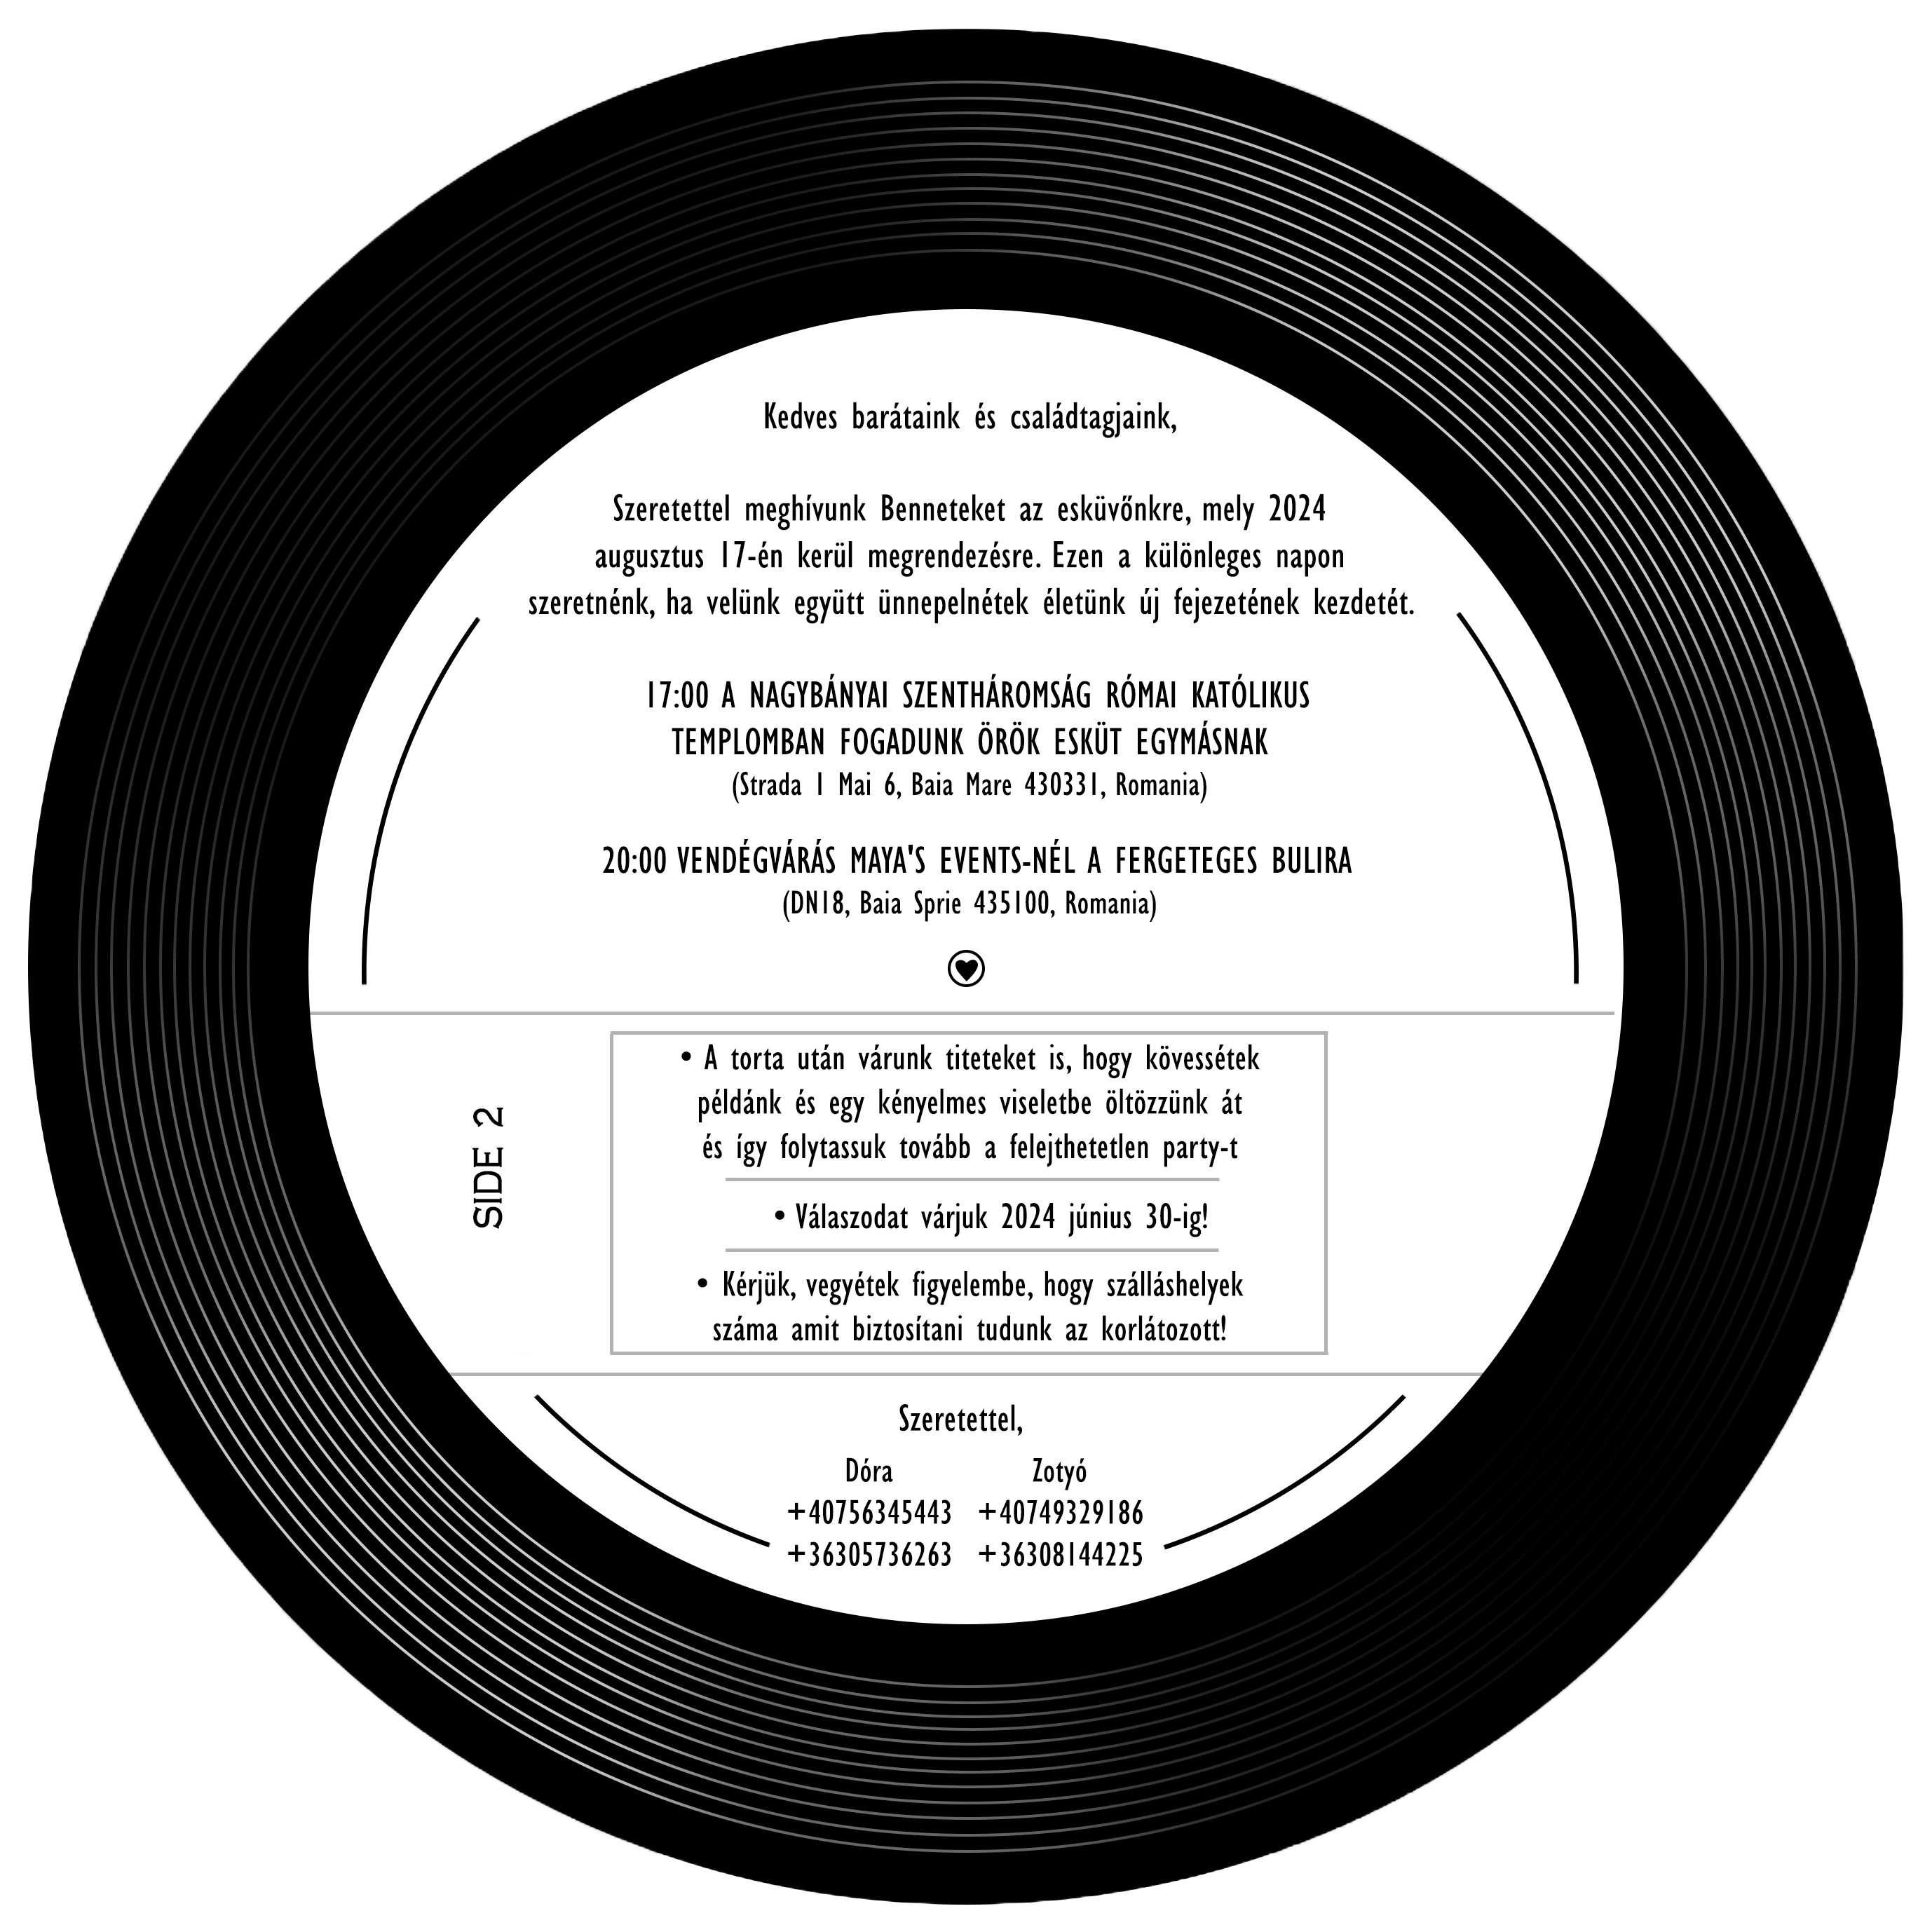 Kedves barátaink és családtagjaink,
Szeretettel meghívunk Benneteket az esküvőnkre, mely 2024
augusztus 17-én kerül megrendezésre. Ezen a különleges napon
szeretnénk, ha velünk együtt ünnepelnétek életünk új fejezetének kezdetét.
17:00 A NAGYBÁNYAI SZENTHÁROMSÁG RÓMAI KATÓLIKUS
TEMPLOMBAN FOGADUNK ÖRÖK ESKÜT EGYMÁSNAK
(Strada 1 Mai 6, Baia Mare 430331, Romania)
20:00 VENDÉGVÁRÁS MAYA'S EVENTS-NÉL A FERGETEGES BULIRA
(DN18, Baia Sprie 435100, Romania)
SIDE 2
• A torta után várunk titeteket is, hogy kövessétek
példánk és egy kényelmes viseletbe öltözzünk át
és így folytassuk tovább a felejthetetlen party-t
• Válaszodat várjuk 2024 június 30-ig!
• Kérjük, vegyétek figyelembe, hogy szálláshelyek
száma amit biztosítani tudunk az korlátozott!
Szeretettel,
Dóra Zotyó
+40756345443 +40749329186
+36305736263 +36308144225